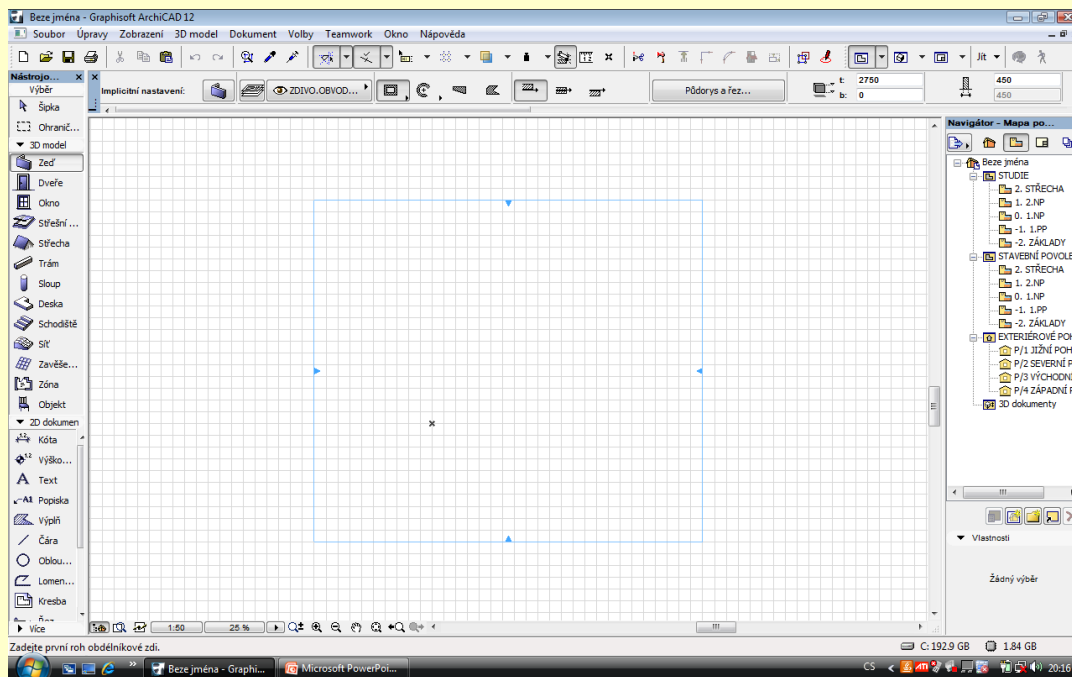 Beze jména - Graphisoft ArchiCAD 12
Soubor Úpravy Zobrazení 3D model Dokument Volby Teamwork Okno Nápověda
Jít
Nástrojo...
Výběr
Šipka
Ohranič...
3D model
Zeď
Dveře
Okno
Střešní ...
Střecha
Trám
Sloup
Deska
Schodiště
Síť
Zavěše...
Zóna
Objekt
2D dokumen
Kóta
Výško...
Text
Popiska
Výplň
Čára
Oblou...
Lomen...
Kresba
Řez
Více
Implicitní nastavení:
ZDIVO.OBVOD...
Půdorys a řez...
t: 2750
b: 0
450
450
Navigátor - Mapa po...
Beze jména
STUDIE
2. STŘECHA
1. 2.NP
0. 1.NP
-1. 1.PP
-2. ZÁKLADY
STAVEBNÍ POVOLE
2. STŘECHA
1. 2.NP
0. 1.NP
-1. 1.PP
-2. ZÁKLADY
EXTERIÉROVÉ POH
P/1 JIŽNÍ POH
P/2 SEVERNÍ P
P/3 VÝCHODNÍ
P/4 ZÁPADNÍ P
3D dokumenty
Vlastnosti
Žádný výběr
1:50 25 %
Zadejte první roh obdélníkové zdi.
C: 192.9 GB 1.84 GB
Beze jména - Graphi... Microsoft PowerPoi... CS 20:16